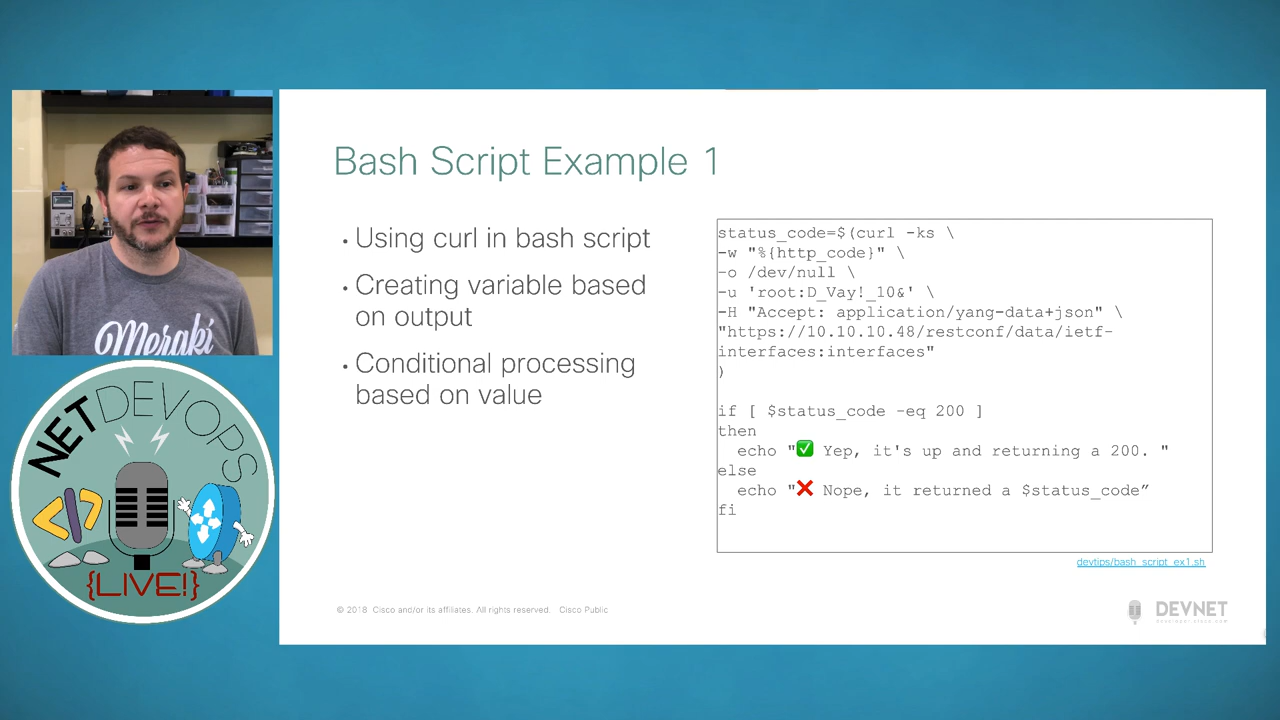 Bash Script Example 1
• Using curl in bash script
• Creating variable based
on output
• Conditional processing
based on value
status_code=$(curl -ks \
-w "%{http_code}" \
-o /dev/null \
-u 'root:D_Vay!_10&' \
-H "Accept: application/yang-data+json" \
"https://10.10.10.48/restconf/data/ietf-
interfaces:interfaces"
)
if [ $status_code -eq 200 ]
then
echo "✅ Yep, it's up and returning a 200. "
else
echo "❌ Nope, it returned a $status_code”
fi
devtips/bash_script_ex1.sh
© 2018 Cisco and/or its affiliates. All rights reserved. Cisco Public
DEVNET
developer.cisco.com
Meraki
NETDEVOPS
</>
{LIVE!}